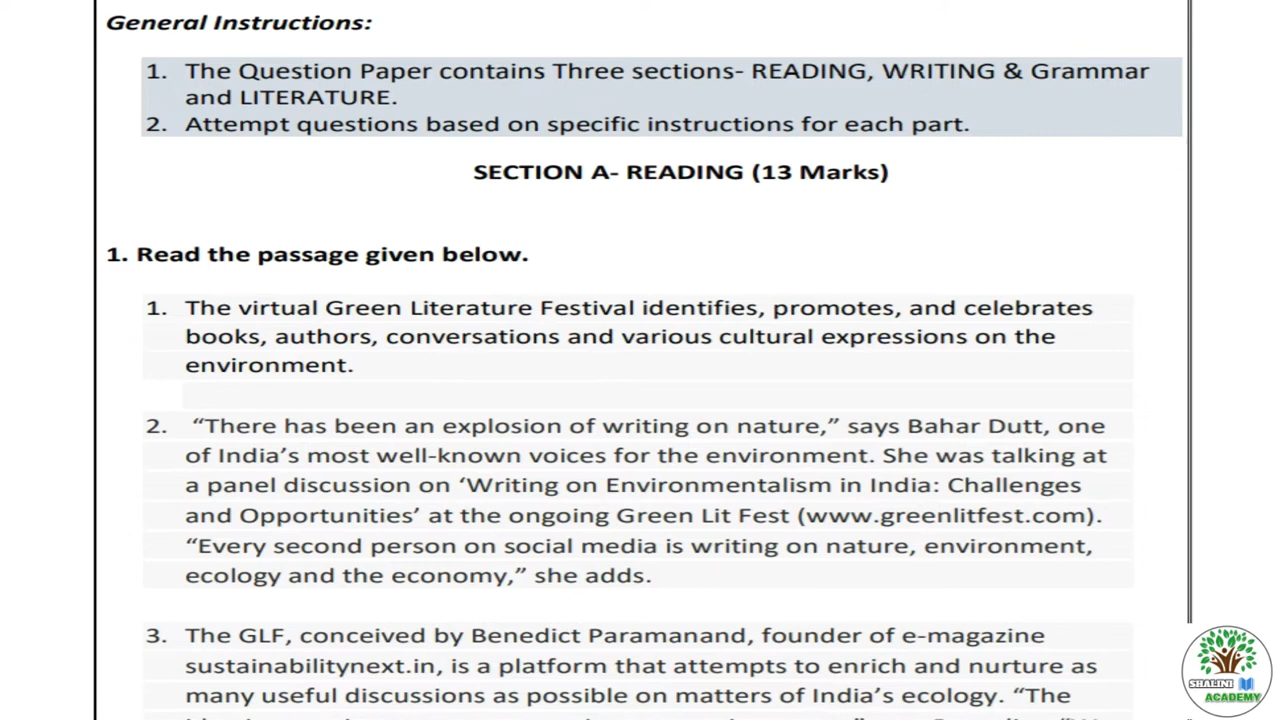 General Instructions:
1. The Question Paper contains Three sections- READING, WRITING & Grammar
and LITERATURE.
2. Attempt questions based on specific instructions for each part.
SECTION A- READING (13 Marks)
1. Read the passage given below.
1. The virtual Green Literature Festival identifies, promotes, and celebrates
books, authors, conversations and various cultural expressions on the
environment.
2. “There has been an explosion of writing on nature,” says Bahar Dutt, one
of India’s most well-known voices for the environment. She was talking at
a panel discussion on ‘Writing on Environmentalism in India: Challenges
and Opportunities’ at the ongoing Green Lit Fest (www.greenlitfest.com).
“Every second person on social media is writing on nature, environment,
ecology and the economy,” she adds.
3. The GLF, conceived by Benedict Paramanand, founder of e-magazine
sustainabilitynext.in, is a platform that attempts to enrich and nurture as
many useful discussions as possible on matters of India’s ecology. “The
SHALINI
ACADEMY